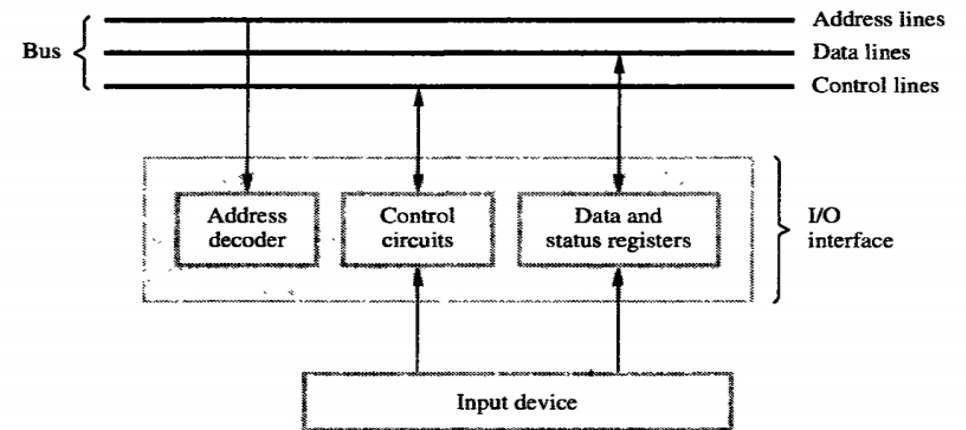 Address lines
Bus
Data lines
Control lines
Address
decoder
Control
circuits
Data and
status registers
I/O
interface
Input device